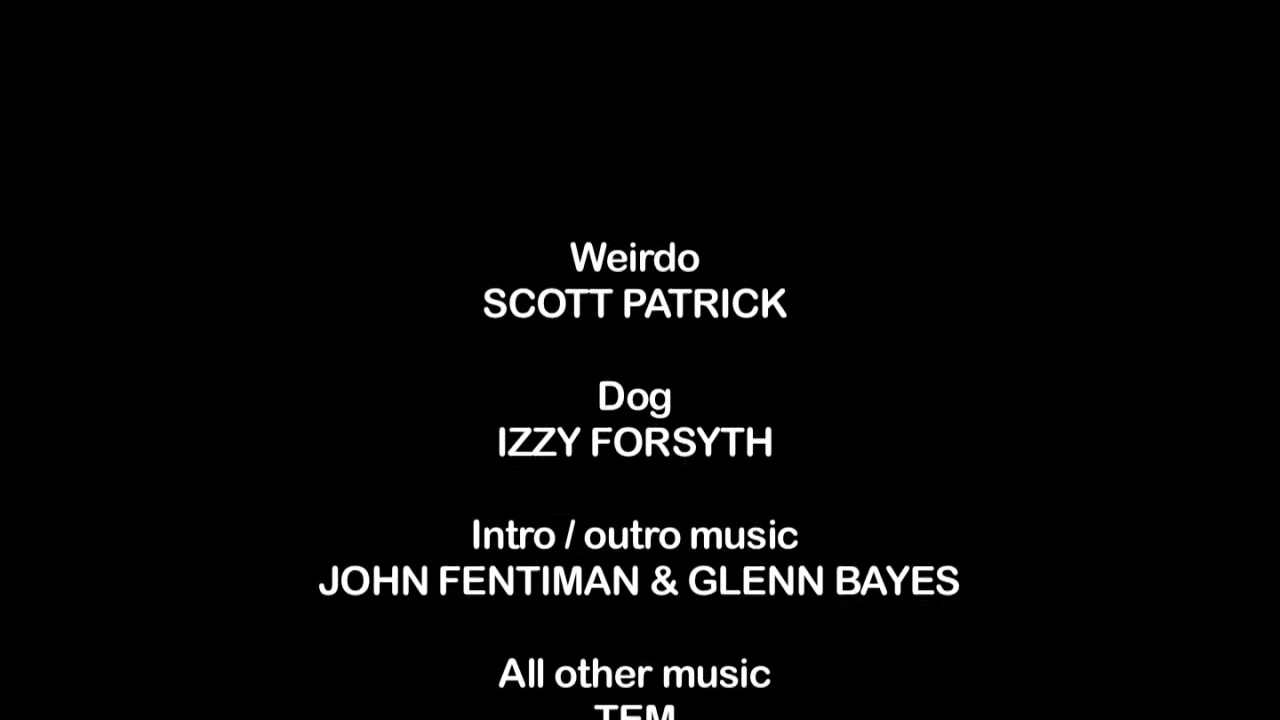 Weirdo
SCOTT PATRICK
Dog
IZZY FORSYTH
Intro / outro music
JOHN FENTIMAN & GLENN BAYES
All other music